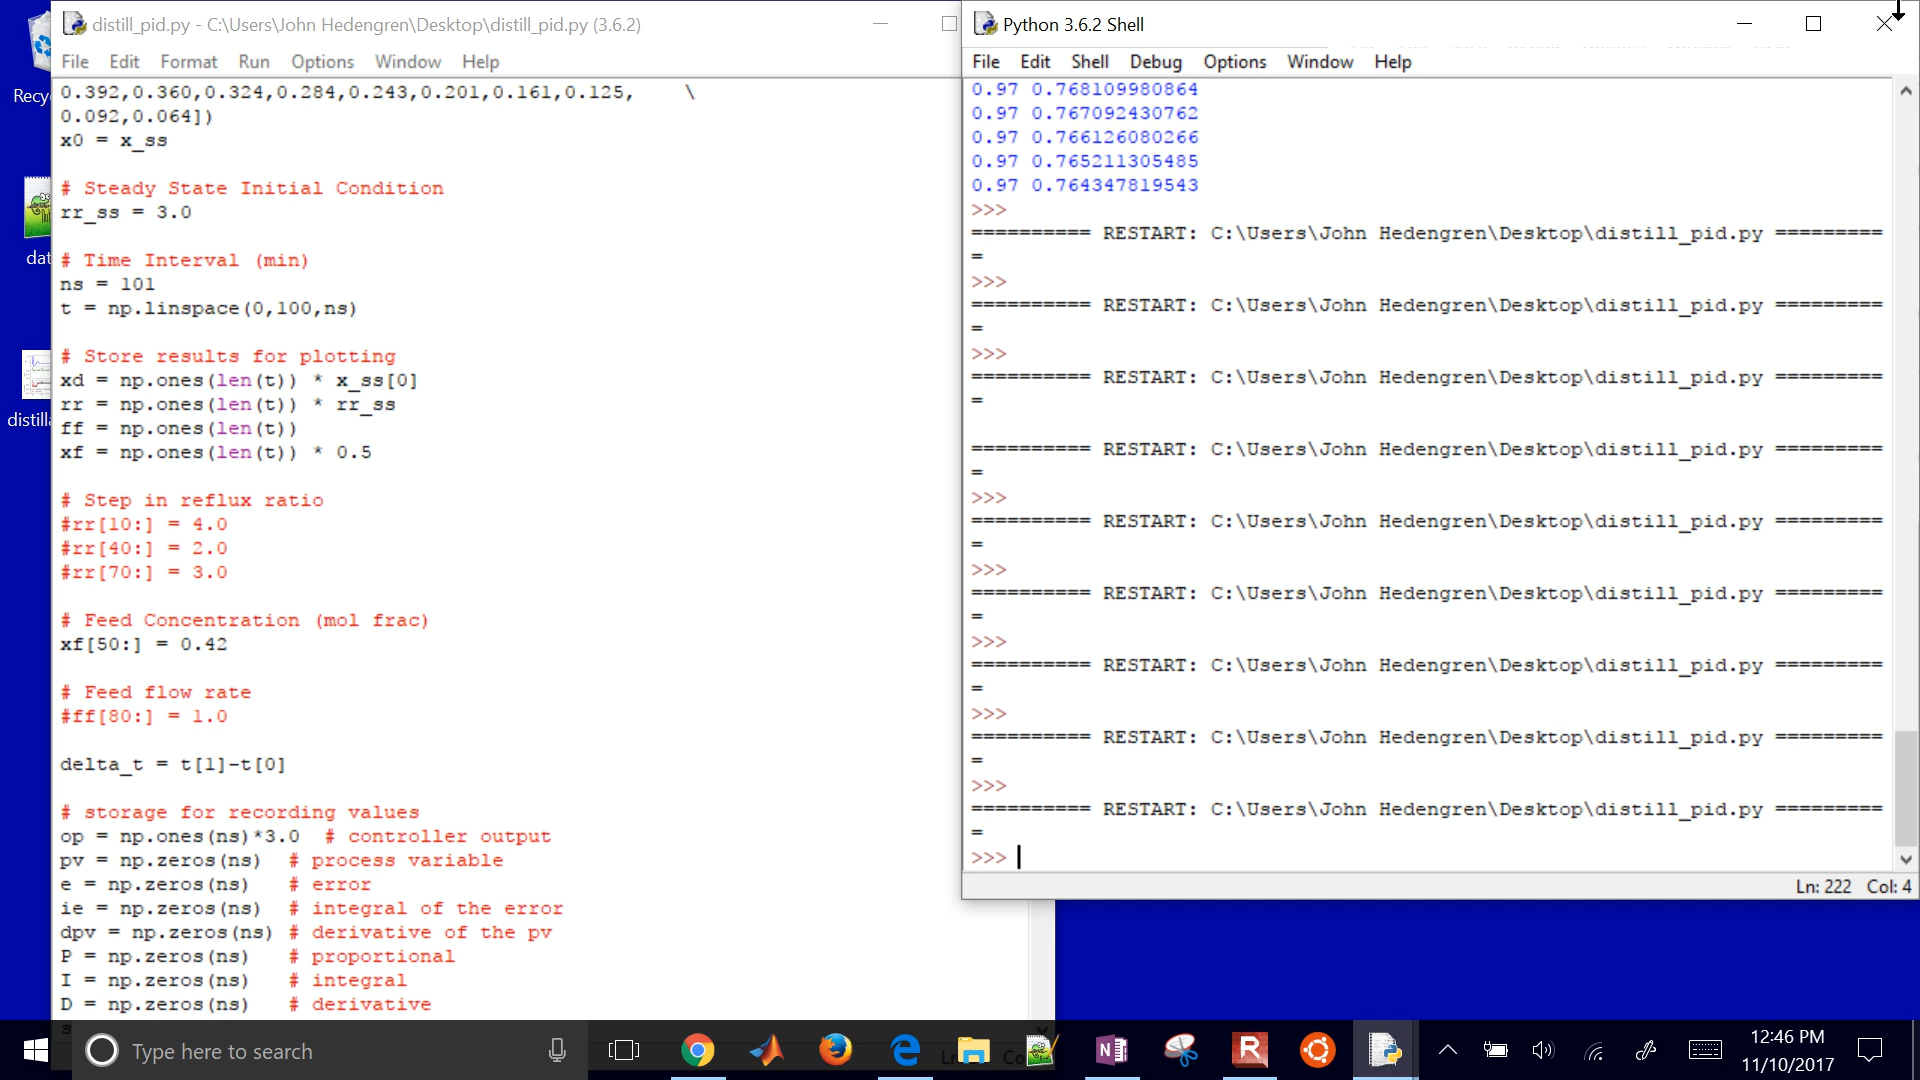 distill_pid.py - C:\Users\John Hedengren\Desktop\distill_pid.py (3.6.2)
File Edit Format Run Options Window Help
0.392,0.360,0.324,0.284,0.243,0.201,0.161,0.125, \
0.092,0.064])
x0 = x_ss
# Steady State Initial Condition
rr_ss = 3.0
# Time Interval (min)
ns = 101
t = np.linspace(0,100,ns)
# Store results for plotting
xd = np.ones(len(t)) * x_ss[0]
rr = np.ones(len(t)) * rr_ss
ff = np.ones(len(t))
xf = np.ones(len(t)) * 0.5
# Step in reflux ratio
#rr[10:] = 4.0
#rr[40:] = 2.0
#rr[70:] = 3.0
# Feed Concentration (mol frac)
xf[50:] = 0.42
# Feed flow rate
#ff[80:] = 1.0
delta_t = t[1]-t[0]
# storage for recording values
op = np.ones(ns)*3.0 # controller output
pv = np.zeros(ns) # process variable
e = np.zeros(ns) # error
ie = np.zeros(ns) # integral of the error
dpv = np.zeros(ns) # derivative of the pv
P = np.zeros(ns) # proportional
I = np.zeros(ns) # integral
D = np.zeros(ns) # derivative
Python 3.6.2 Shell
File Edit Shell Debug Options Window Help
0.97 0.768109980864
0.97 0.767092430762
0.97 0.766126080266
0.97 0.765211305485
0.97 0.764347819543
>>>
========== RESTART: C:\Users\John Hedengren\Desktop\distill_pid.py =========
=
>>>
========== RESTART: C:\Users\John Hedengren\Desktop\distill_pid.py =========
=
>>>
========== RESTART: C:\Users\John Hedengren\Desktop\distill_pid.py =========
=
========== RESTART: C:\Users\John Hedengren\Desktop\distill_pid.py =========
=
>>>
========== RESTART: C:\Users\John Hedengren\Desktop\distill_pid.py =========
=
>>>
========== RESTART: C:\Users\John Hedengren\Desktop\distill_pid.py =========
=
>>>
========== RESTART: C:\Users\John Hedengren\Desktop\distill_pid.py =========
=
>>>
========== RESTART: C:\Users\John Hedengren\Desktop\distill_pid.py =========
=
>>>
========== RESTART: C:\Users\John Hedengren\Desktop\distill_pid.py =========
=
>>>
Ln: 222 Col: 4
Recy
dat
distilla
Type here to search
12:46 PM
11/10/2017